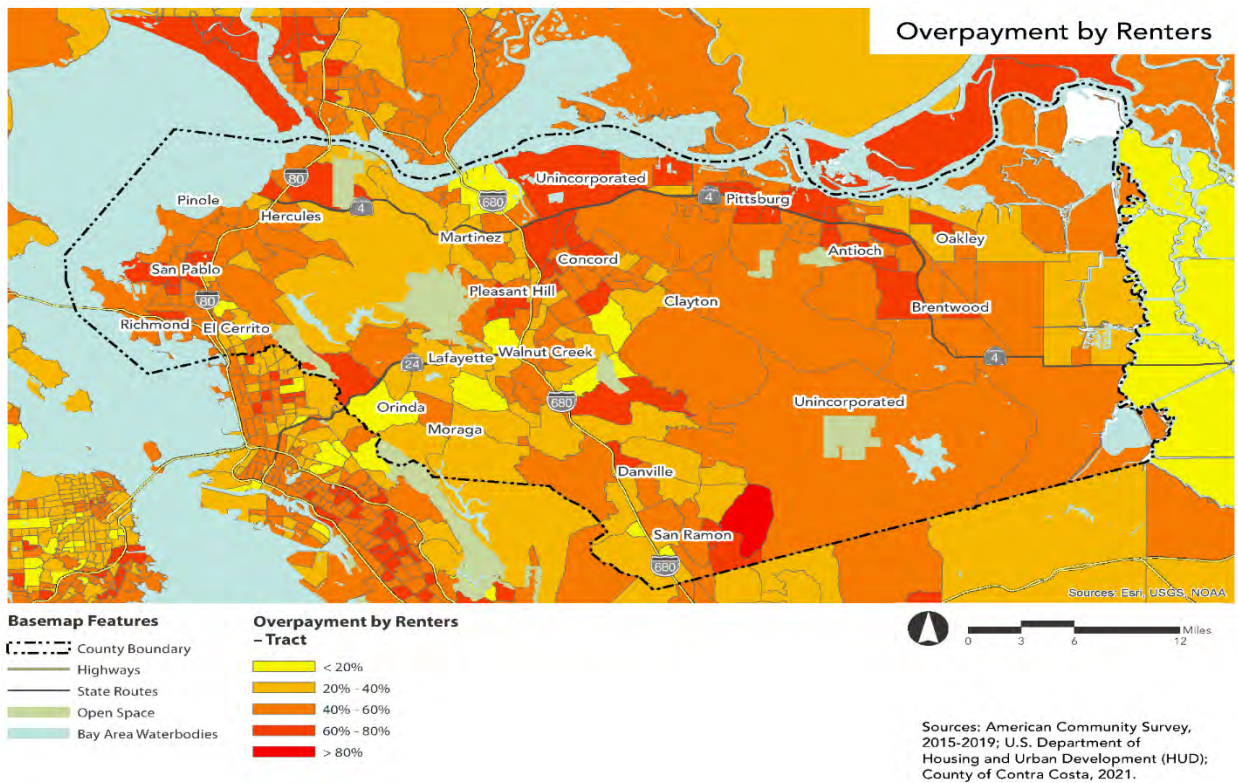 Overpayment by Renters
80
Unincorporated
Pinole
680
4
Pittsburg
Hercules
4
Martinez
Antioch
Oakley
San Pablo
Concord
80
Pleasant Hill
Clayton
Brentwood
Richmond
El Cerrito
24
Lafayette
Walnut Creek
4
Orinda
680
Unincorporated
Moraga
Danville
San Ramon
680
Sources: Esri, USGS, NOAA
Basemap Features
County Boundary
Highways
State Routes
Open Space
Bay Area Waterbodies
Overpayment by Renters
– Tract
< 20%
20% - 40%
40% - 60%
60% - 80%
> 80%
Miles
0 3 6 12
Sources: American Community Survey,
2015-2019; U.S. Department of
Housing and Urban Development (HUD);
County of Contra Costa, 2021.